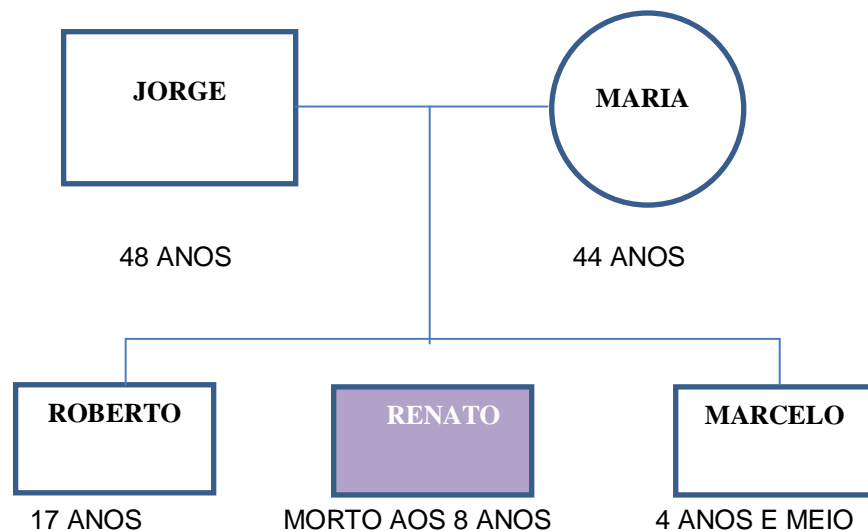 JORGE
MARIA
48 ANOS
44 ANOS
ROBERTO
RENATO
MARCELO
17 ANOS
MORTO AOS 8 ANOS
4 ANOS E MEIO